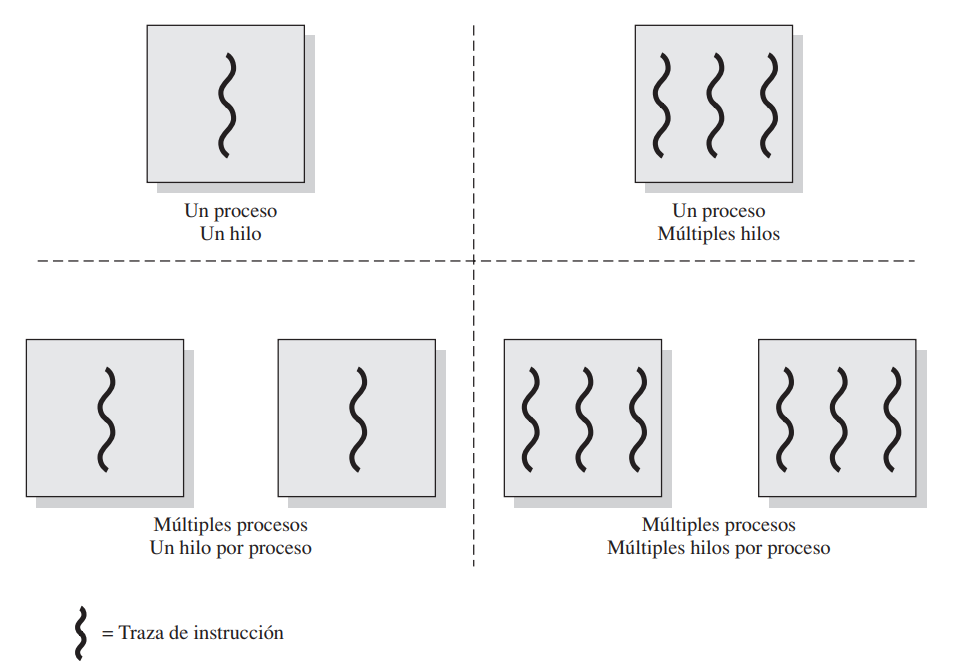 Un proceso
Un hilo
Un proceso
Múltiples hilos
Múltiples procesos
Un hilo por proceso
Múltiples procesos
Múltiples hilos por proceso
= Traza de instrucción